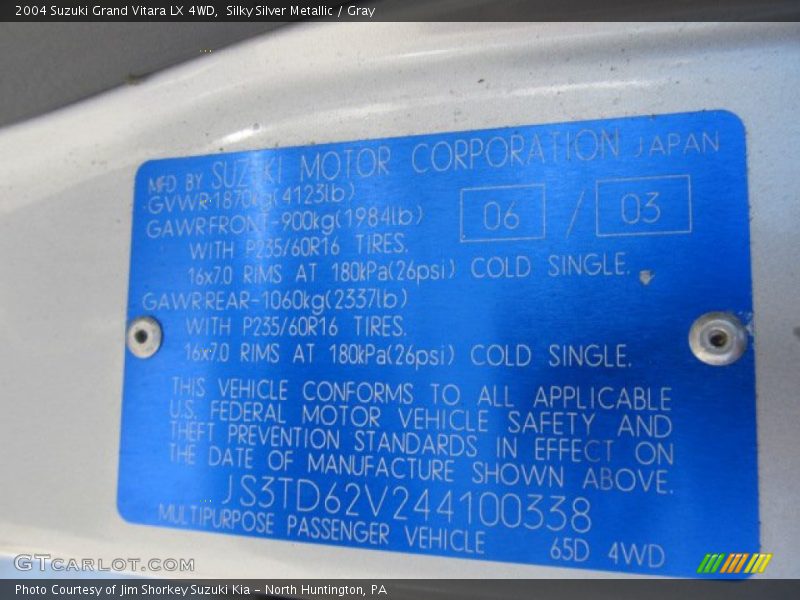 2004 Suzuki Grand Vitara LX 4WD, Silky Silver Metallic / Gray
MFD BY SUZUKI MOTOR CORPORATION JAPAN
GVWR-1870kg(4123lb)
GAWR FRONT-900kg(1984lb)
06 / 03
WITH P235/60R16 TIRES.
16x7.0 RIMS AT 180kPa(26psi) COLD SINGLE.
GAWR REAR-1060kg(2337lb)
WITH P235/60R16 TIRES.
16x7.0 RIMS AT 180kPa(26psi) COLD SINGLE.
THIS VEHICLE CONFORMS TO ALL APPLICABLE
U.S. FEDERAL MOTOR VEHICLE SAFETY AND
THEFT PREVENTION STANDARDS IN EFFECT ON
THE DATE OF MANUFACTURE SHOWN ABOVE.
JS3TD62V244100338
MULTIPURPOSE PASSENGER VEHICLE 65D 4WD
GTCarLot.com
Photo Courtesy of Jim Shorkey Suzuki Kia - North Huntington, PA